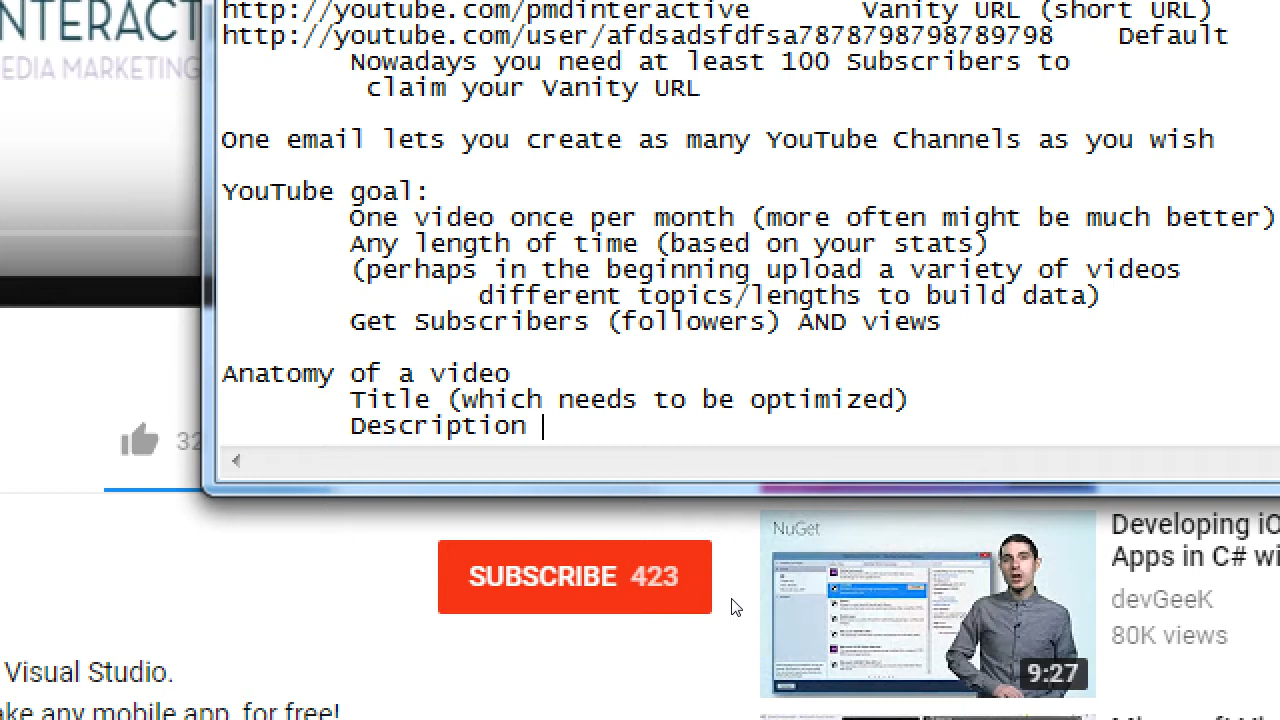 NTERACT
EDIA MARKETING
http://youtube.com/pmdinteractive Vanity URL (short URL)
http://youtube.com/user/afdsadsfdfsa7878798798789798 Default
Nowadays you need at least 100 Subscribers to
claim your Vanity URL
One email lets you create as many YouTube Channels as you wish
YouTube goal:
One video once per month (more often might be much better)
Any length of time (based on your stats)
(perhaps in the beginning upload a variety of videos
different topics/lengths to build data)
Get Subscribers (followers) AND views
Anatomy of a video
Title (which needs to be optimized)
Description
32
SUBSCRIBE 423
Visual Studio.
ake any mobile app, for free!
NuGet
9:27
Developing iO
Apps in C# wi
devGeeK
80K views